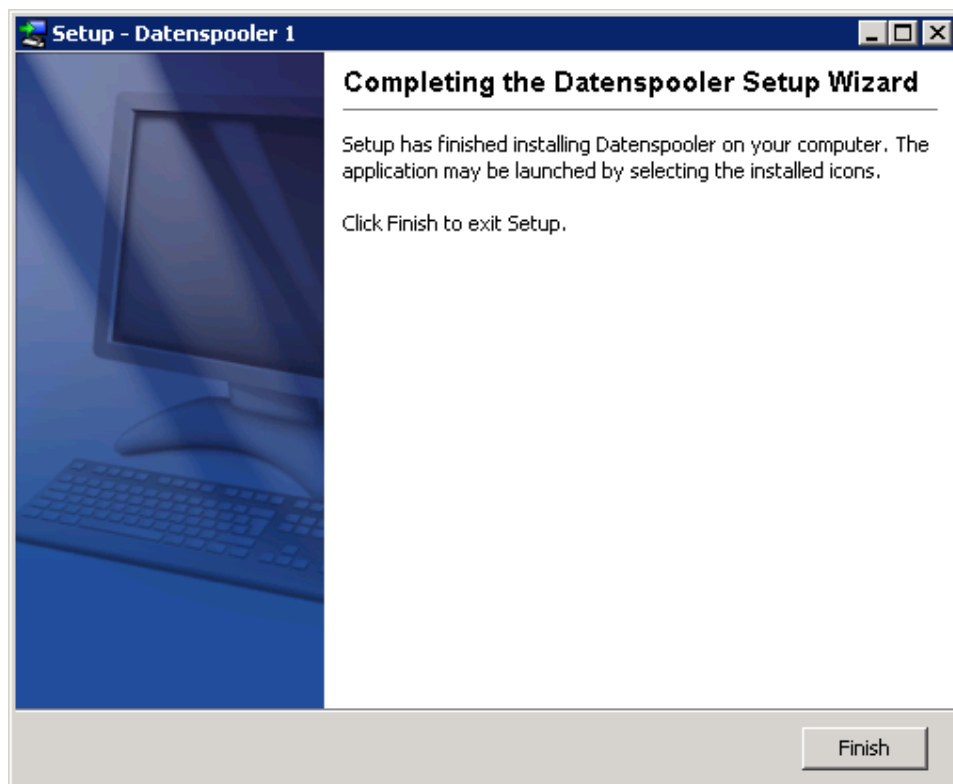 Setup - Datenspooler 1
Completing the Datenspooler Setup Wizard
Setup has finished installing Datenspooler on your computer. The
application may be launched by selecting the installed icons.
Click Finish to exit Setup.
Finish